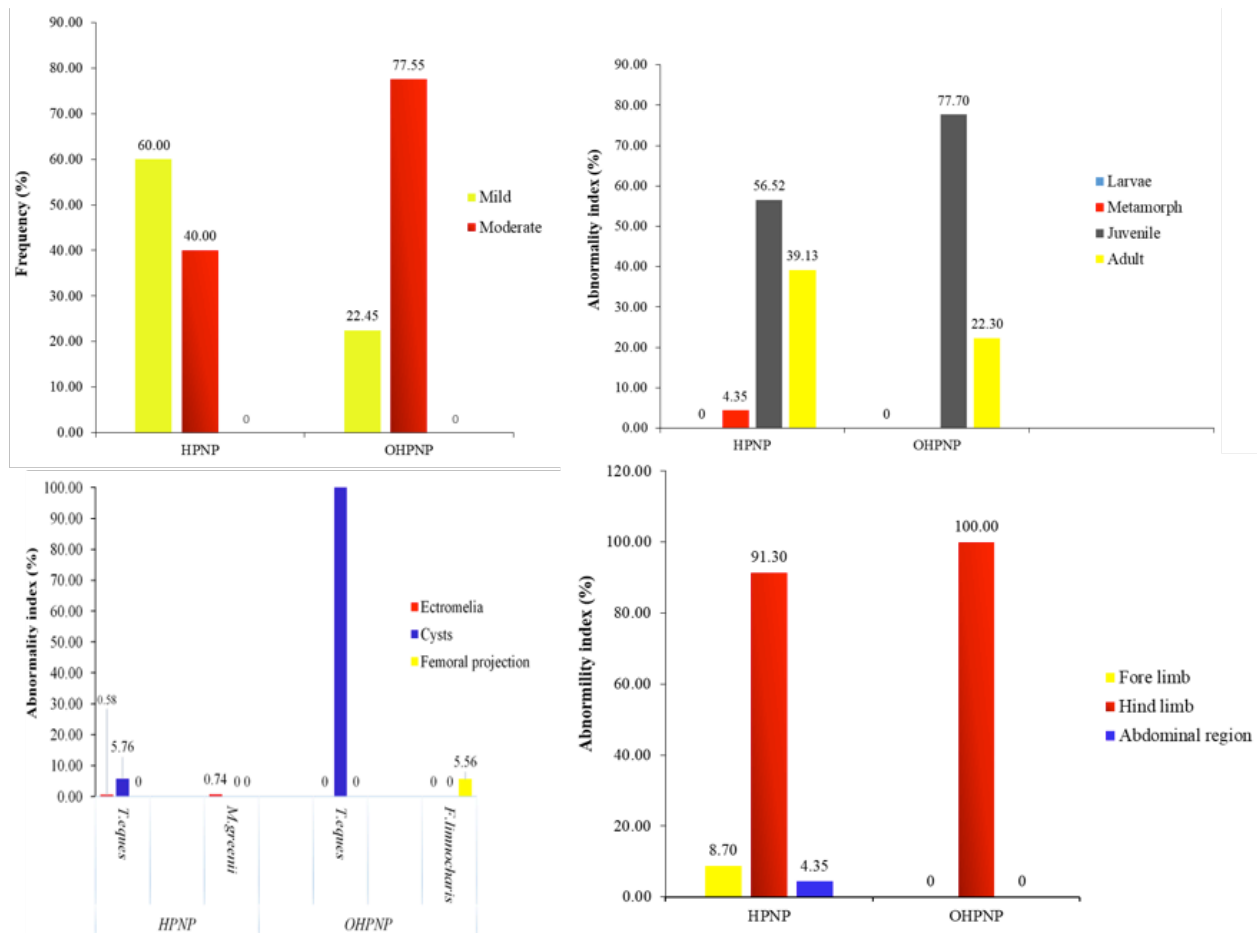 90.00
80.00
70.00
60.00
50.00
40.00
30.00
20.00
10.00
0.00
Frequency (%)
60.00
40.00
0
22.45
77.55
0
HPNP
OHPNP
Mild
Moderate
90.00
80.00
70.00
60.00
50.00
40.00
30.00
20.00
10.00
0.00
Abnormality index (%)
0
4.35
56.52
39.13
0
77.70
22.30
HPNP
OHPNP
Larvae
Metamorph
Juvenile
Adult
100.00
90.00
80.00
70.00
60.00
50.00
40.00
30.00
20.00
10.00
0.00
Abnormality index (%)
0.58
5.76
0
0.74
0 0
0
0
0
0
5.56
T.eques
M.greenii
T.eques
F.limnocharis
HPNP
OHPNP
Ectromelia
Cysts
Femoral projection
120.00
100.00
80.00
60.00
40.00
20.00
0.00
Abnormility index (%)
8.70
91.30
4.35
0
100.00
0
HPNP
OHPNP
Fore limb
Hind limb
Abdominal region